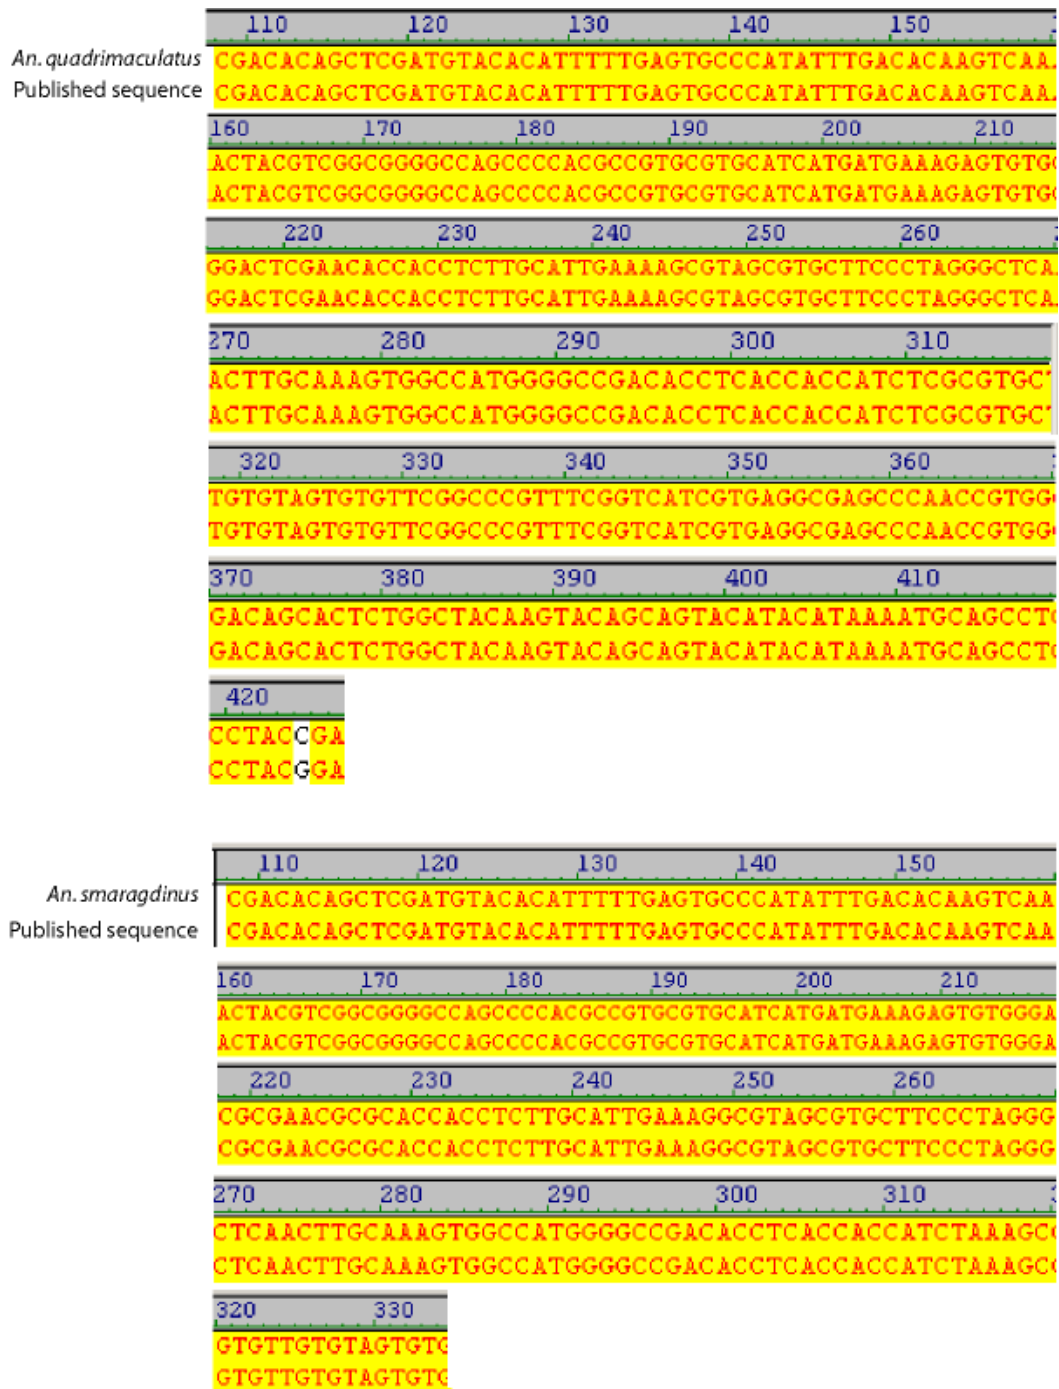 110 120 130 140 150
An. quadrimaculatus CGACACAGCTCGATGTACACATTTTTGAGTGCCCATATTTGACACAAGTCAA
Published sequence CGACACAGCTCGATGTACACATTTTTGAGTGCCCATATTTGACACAAGTCAA
160 170 180 190 200 210
ACTACGTCGGCGGGGCCAGCCCCACGCCGTGCGTGCATCATGATGAAAGAGTGTG
ACTACGTCGGCGGGGCCAGCCCCACGCCGTGCGTGCATCATGATGAAAGAGTGTG
220 230 240 250 260
GGACTCGAACACCACCTCTTGCATTGAAAAGCGTAGCGTGCTTCCCTAGGGCTCA
GGACTCGAACACCACCTCTTGCATTGAAAAGCGTAGCGTGCTTCCCTAGGGCTCA
270 280 290 300 310
ACTTGCAAAGTGGCCATGGGGCCGACACCTCACCACCATCTCGCGTGCT
ACTTGCAAAGTGGCCATGGGGCCGACACCTCACCACCATCTCGCGTGCT
320 330 340 350 360
TGTGTAGTGTGTTCGGCCCGTTTCGGTCATCGTGAGGCGAGCCCAACCGTGG
TGTGTAGTGTGTTCGGCCCGTTTCGGTCATCGTGAGGCGAGCCCAACCGTGG
370 380 390 400 410
GACAGCACTCTGGCTACAAGTACAGCAGTACATACATAAAATGCAGCCT
GACAGCACTCTGGCTACAAGTACAGCAGTACATACATAAAATGCAGCCT
420
CCTACCGA
CCTACGGA
110 120 130 140 150
An. smaragdinus CGACACAGCTCGATGTACACATTTTTGAGTGCCCATATTTGACACAAGTCAA
Published sequence CGACACAGCTCGATGTACACATTTTTGAGTGCCCATATTTGACACAAGTCAA
160 170 180 190 200 210
ACTACGTCGGCGGGGCCAGCCCCACGCCGTGCGTGCATCATGATGAAAGAGTGTGGGA
ACTACGTCGGCGGGGCCAGCCCCACGCCGTGCGTGCATCATGATGAAAGAGTGTGGGA
220 230 240 250 260
CGCGAACGCGCACCACCTCTTGCATTGAAAGGCGTAGCGTGCTTCCCTAGGG
CGCGAACGCGCACCACCTCTTGCATTGAAAGGCGTAGCGTGCTTCCCTAGGG
270 280 290 300 310
CTCAACTTGCAAAGTGGCCATGGGGCCGACACCTCACCACCATCTAAAGC
CTCAACTTGCAAAGTGGCCATGGGGCCGACACCTCACCACCATCTAAAGC
320 330
GTGTTGTGTAGTGTG
GTGTTGTGTAGTGTG